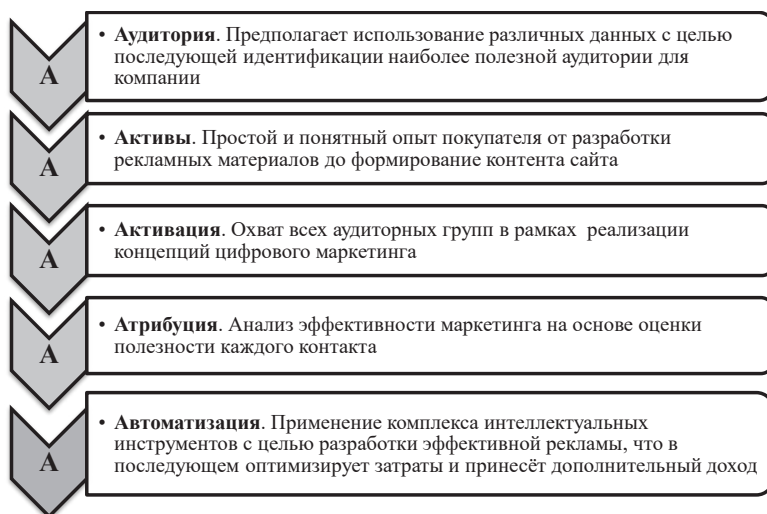 А
• Аудитория. Предполагает использование различных данных с целью
последующей идентификации наиболее полезной аудитории для
компании
А
• Активы. Простой и понятный опыт покупателя от разработки
рекламных материалов до формирование контента сайта
А
• Активация. Охват всех аудиторных групп в рамках реализации
концепций цифрового маркетинга
А
• Атрибуция. Анализ эффективности маркетинга на основе оценки
полезности каждого контакта
А
• Автоматизация. Применение комплекса интеллектуальных
инструментов с целью разработки эффективной рекламы, что в
последующем оптимизирует затраты и принесёт дополнительный доход